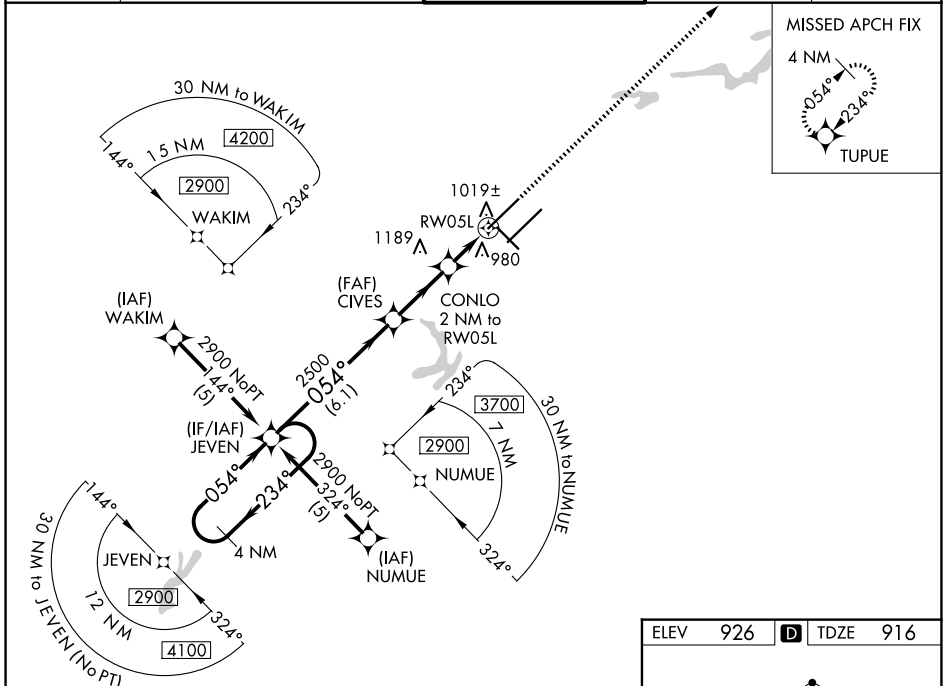 MISSED APCH FIX
4 NM
054°
234°
TUPUE
30 NM to WAKIM
4200
144°
15 NM
2900
234°
WAKIM
1019±
RW05L
1189
980
(FAF)
CIVES
CONLO
2 NM to
RW05L
(IAF)
WAKIM
2900 NoPT
144°
(5)
2500
054°
(6.1)
(IF/IAF)
JEVEN
054°
234°
4 NM
2900 NoPT
324°
(5)
(IAF)
NUMUE
234°
3700
7 NM
30 NM to NUMUE
2900
NUMUE
324°
144°
JEVEN
2900
12 NM
324°
4100
30 NM to JEVEN (No PT)
ELEV 926 D TDZE 916